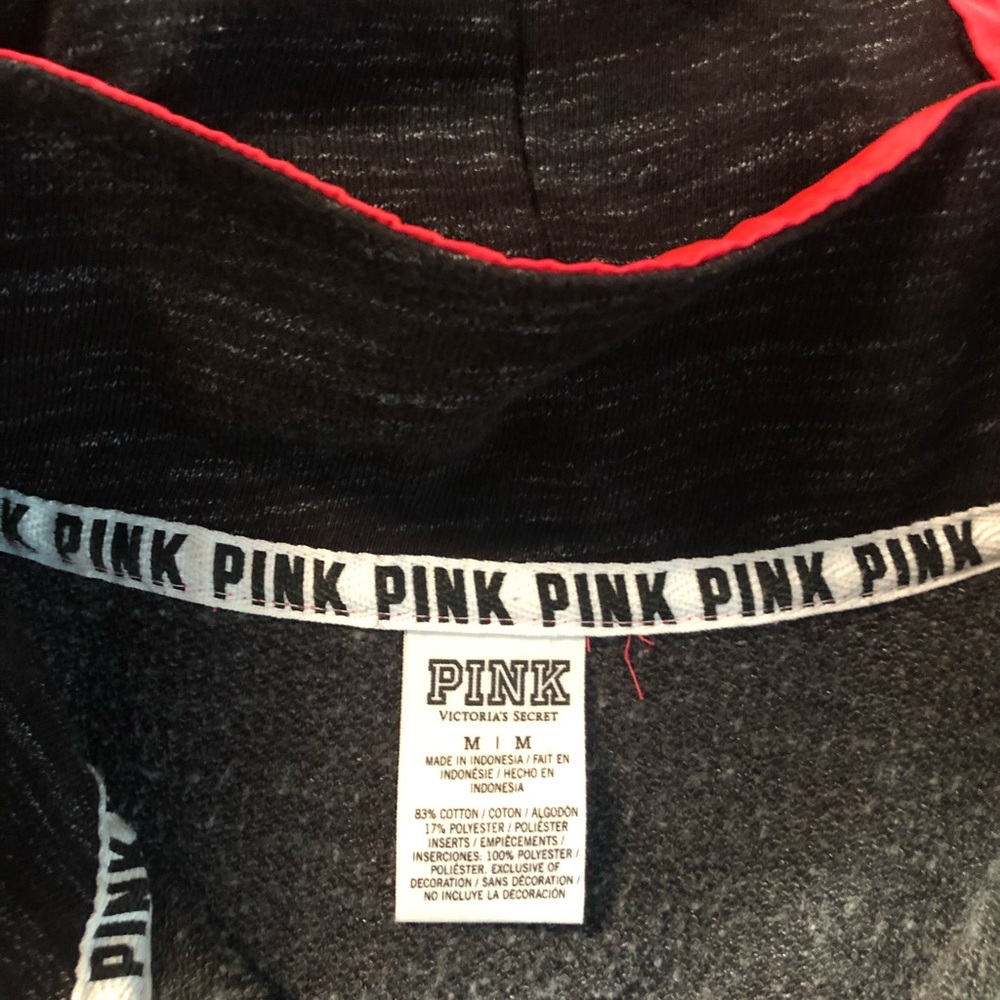 K PINK PINK PINK PINK PINK PINK
PINK
VICTORIA'S SECRET
M | M
MADE IN INDONESIA / FAIT EN
INDONÉSIE / HECHO EN
INDONESIA
83% COTTON / COTON / ALGODÓN
17% POLYESTER / POLIÉSTER
INSERTS / EMPIÈCEMENTS /
INSERCIONES: 100% POLYESTER /
POLIÉSTER. EXCLUSIVE OF
DECORATION / SANS DÉCORATION /
NO INCLUYE LA DECORACIÓN
PINK